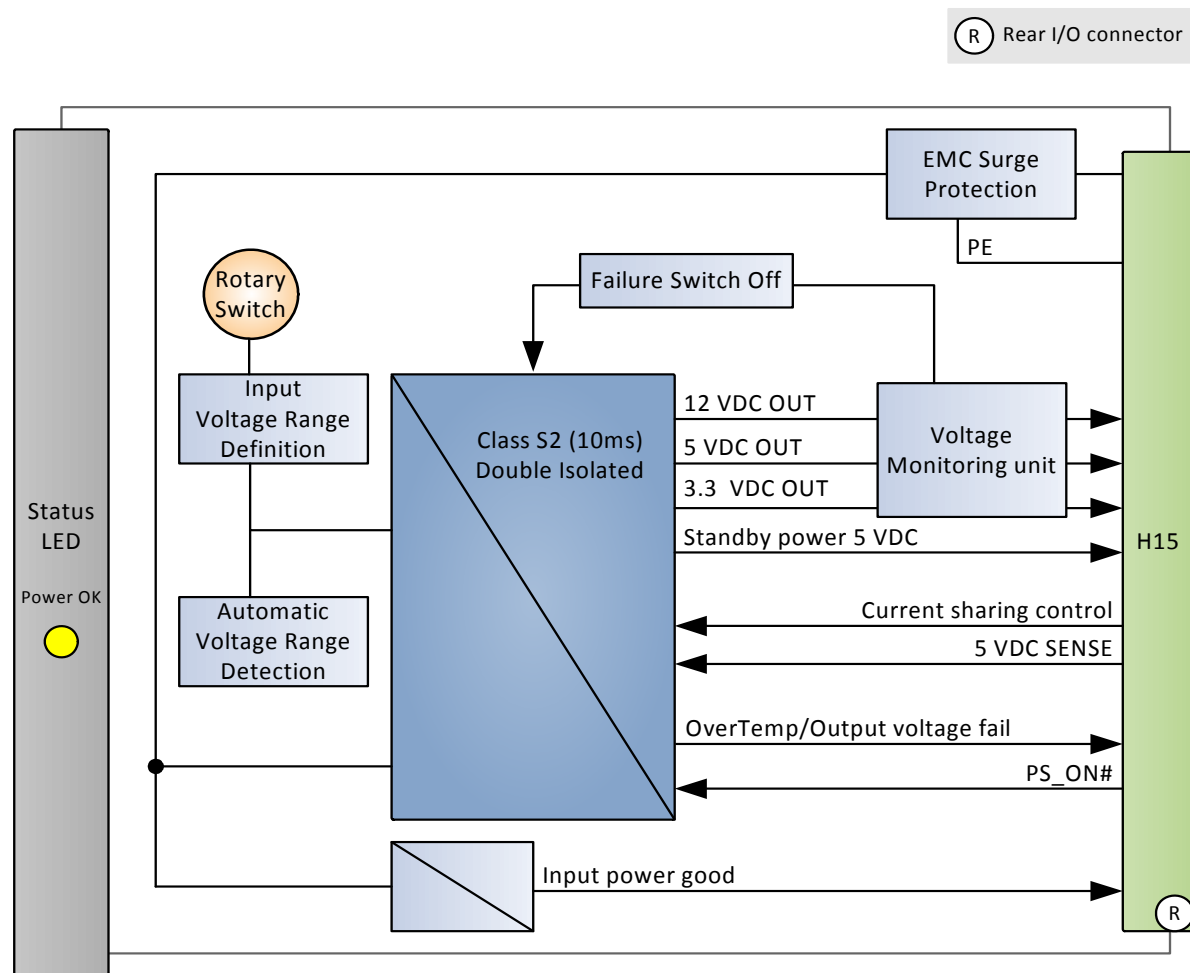 R Rear I/O connector
EMC Surge
Protection
PE
Rotary
Switch
Failure Switch Off
Input
Voltage Range
Definition
Class S2 (10ms)
Double Isolated
12 VDC OUT
5 VDC OUT
3.3 VDC OUT
Voltage
Monitoring unit
Standby power 5 VDC
H15
Status
LED
Power OK
Automatic
Voltage Range
Detection
Current sharing control
5 VDC SENSE
OverTemp/Output voltage fail
PS_ON#
Input power good
R